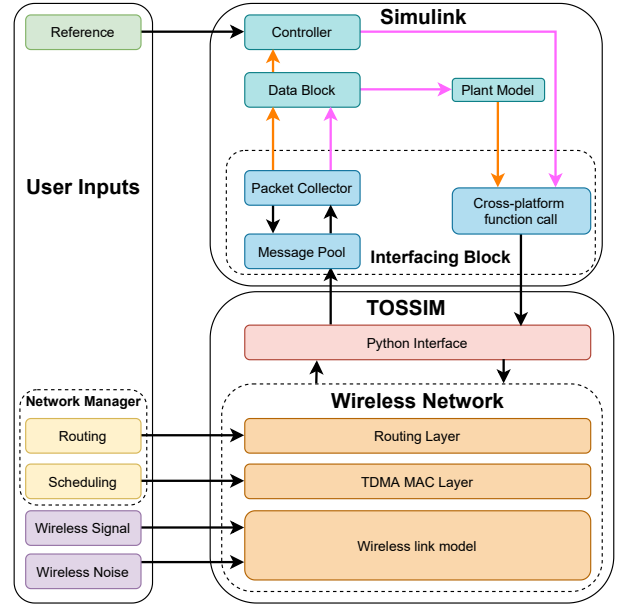 User Inputs
Reference
Network Manager
Routing
Scheduling
Wireless Signal
Wireless Noise
Simulink
Controller
Data Block
Plant Model
Packet Collector
Cross-platform
function call
Message Pool
Interfacing Block
TOSSIM
Python Interface
Wireless Network
Routing Layer
TDMA MAC Layer
Wireless link model